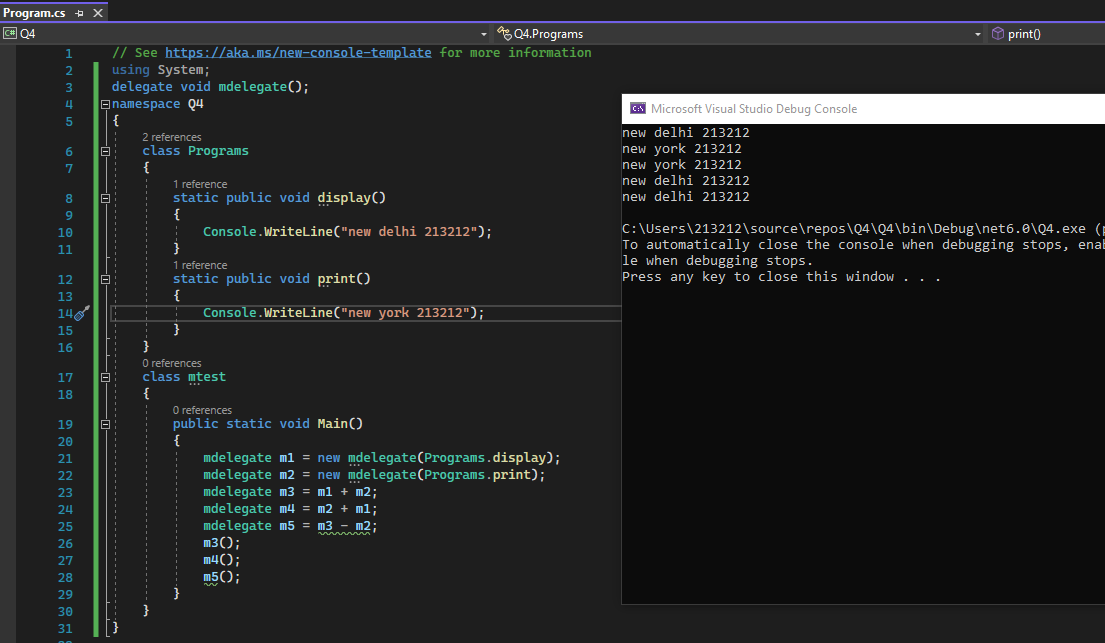 Program.cs
Q4
Q4.Programs
print()
1 // See https://aka.ms/new-console-template for more information
2 using System;
3 delegate void mdelegate();
4 namespace Q4
5 {
2 references
6 class Programs
7 {
1 reference
8 static public void display()
9 {
10 Console.WriteLine("new delhi 213212");
11 }
1 reference
12 static public void print()
13 {
14 Console.WriteLine("new york 213212");
15 }
16 }
0 references
17 class mtest
18 {
0 references
19 public static void Main()
20 {
21 mdelegate m1 = new mdelegate(Programs.display);
22 mdelegate m2 = new mdelegate(Programs.print);
23 mdelegate m3 = m1 + m2;
24 mdelegate m4 = m2 + m1;
25 mdelegate m5 = m3 - m2;
26 m3();
27 m4();
28 m5();
29 }
30 }
31 }
Microsoft Visual Studio Debug Console
new delhi 213212
new york 213212
new york 213212
new delhi 213212
new delhi 213212
C:\Users\213212\source\repos\Q4\Q4\bin\Debug\net6.0\Q4.exe (p
To automatically close the console when debugging stops, enab
le when debugging stops.
Press any key to close this window . . .